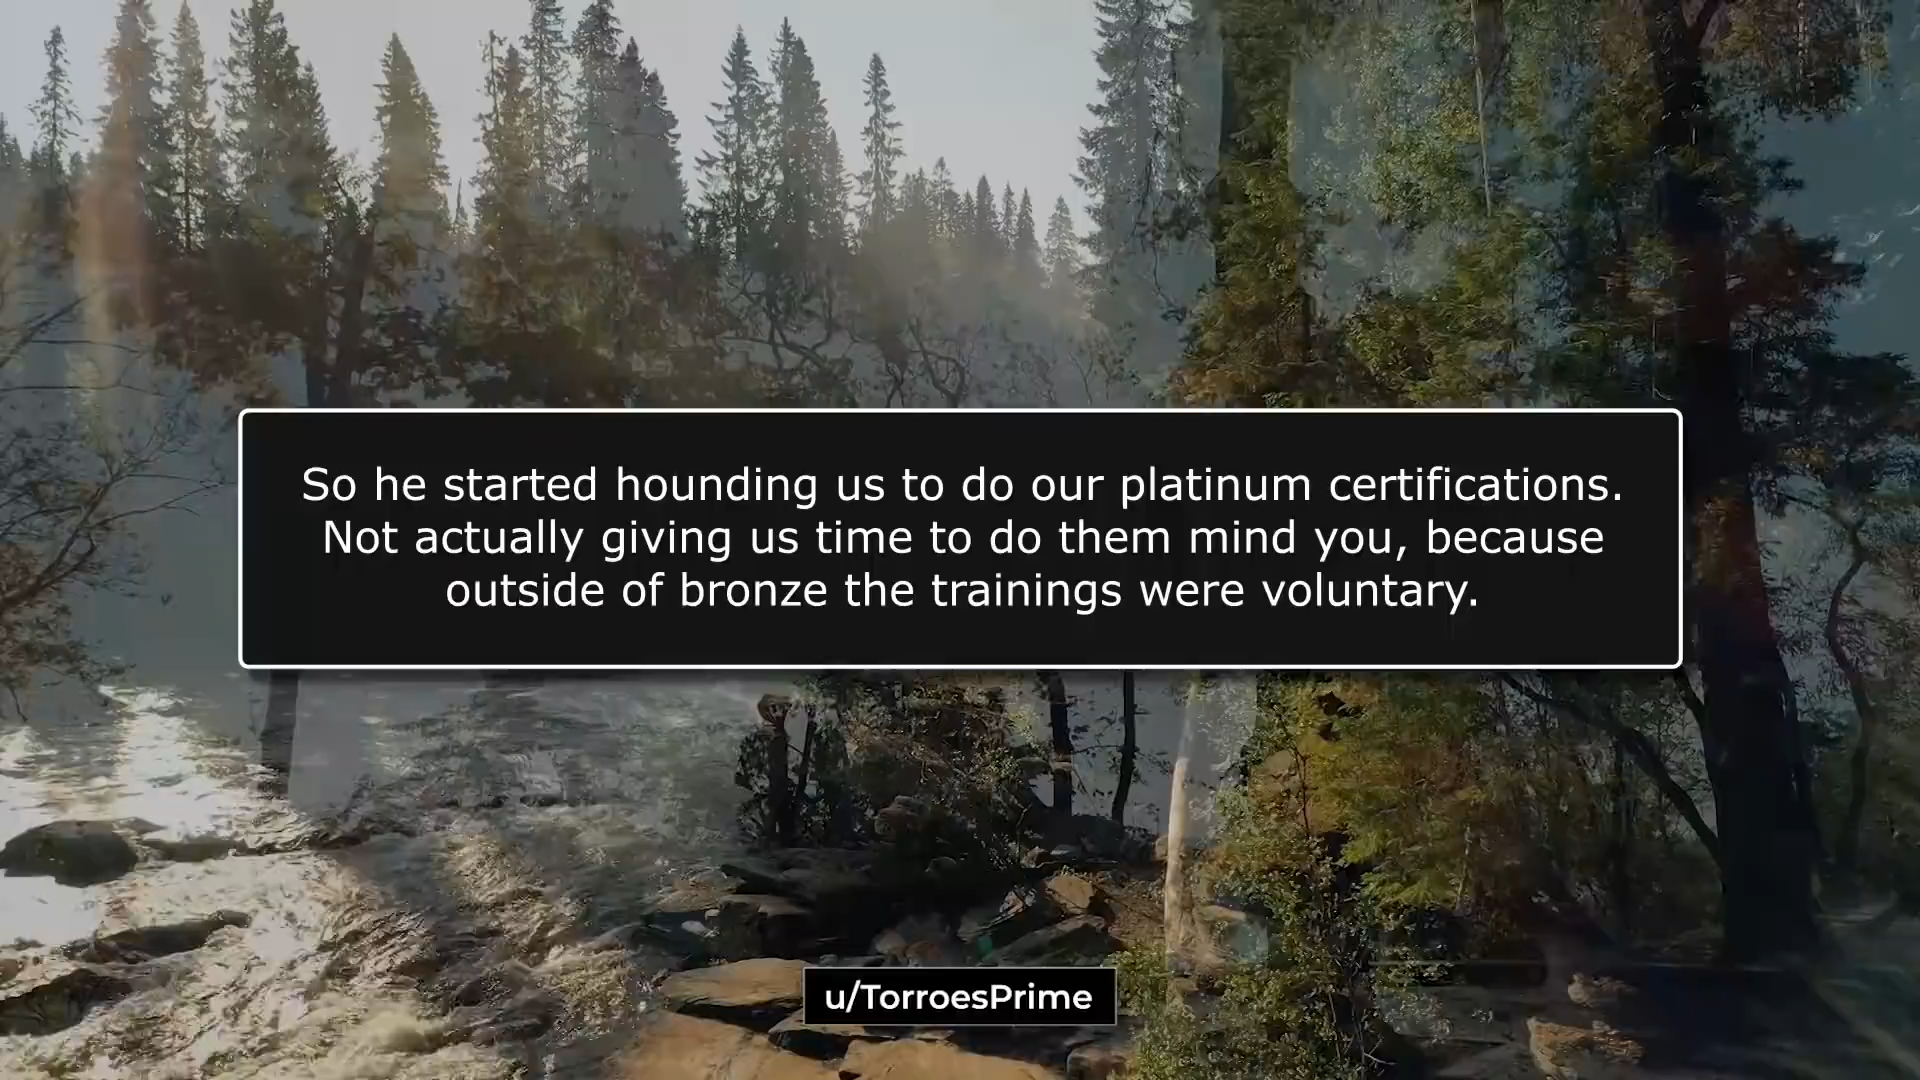 So he started hounding us to do our platinum certifications.
Not actually giving us time to do them mind you, because
outside of bronze the trainings were voluntary.
u/TorroesPrime